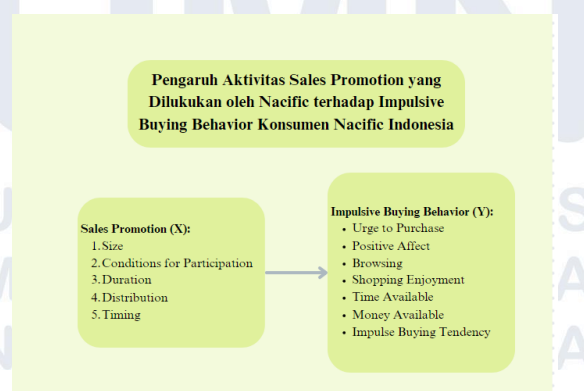 Pengaruh Aktivitas Sales Promotion yang
Dilukukan oleh Nacific terhadap Impulsive
Buying Behavior Konsumen Nacific Indonesia
Sales Promotion (X):
1. Size
2. Conditions for Participation
3. Duration
4. Distribution
5. Timing
Impulsive Buying Behavior (Y):
• Urge to Purchase
• Positive Affect
• Browsing
• Shopping Enjoyment
• Time Available
• Money Available
• Impulse Buying Tendency